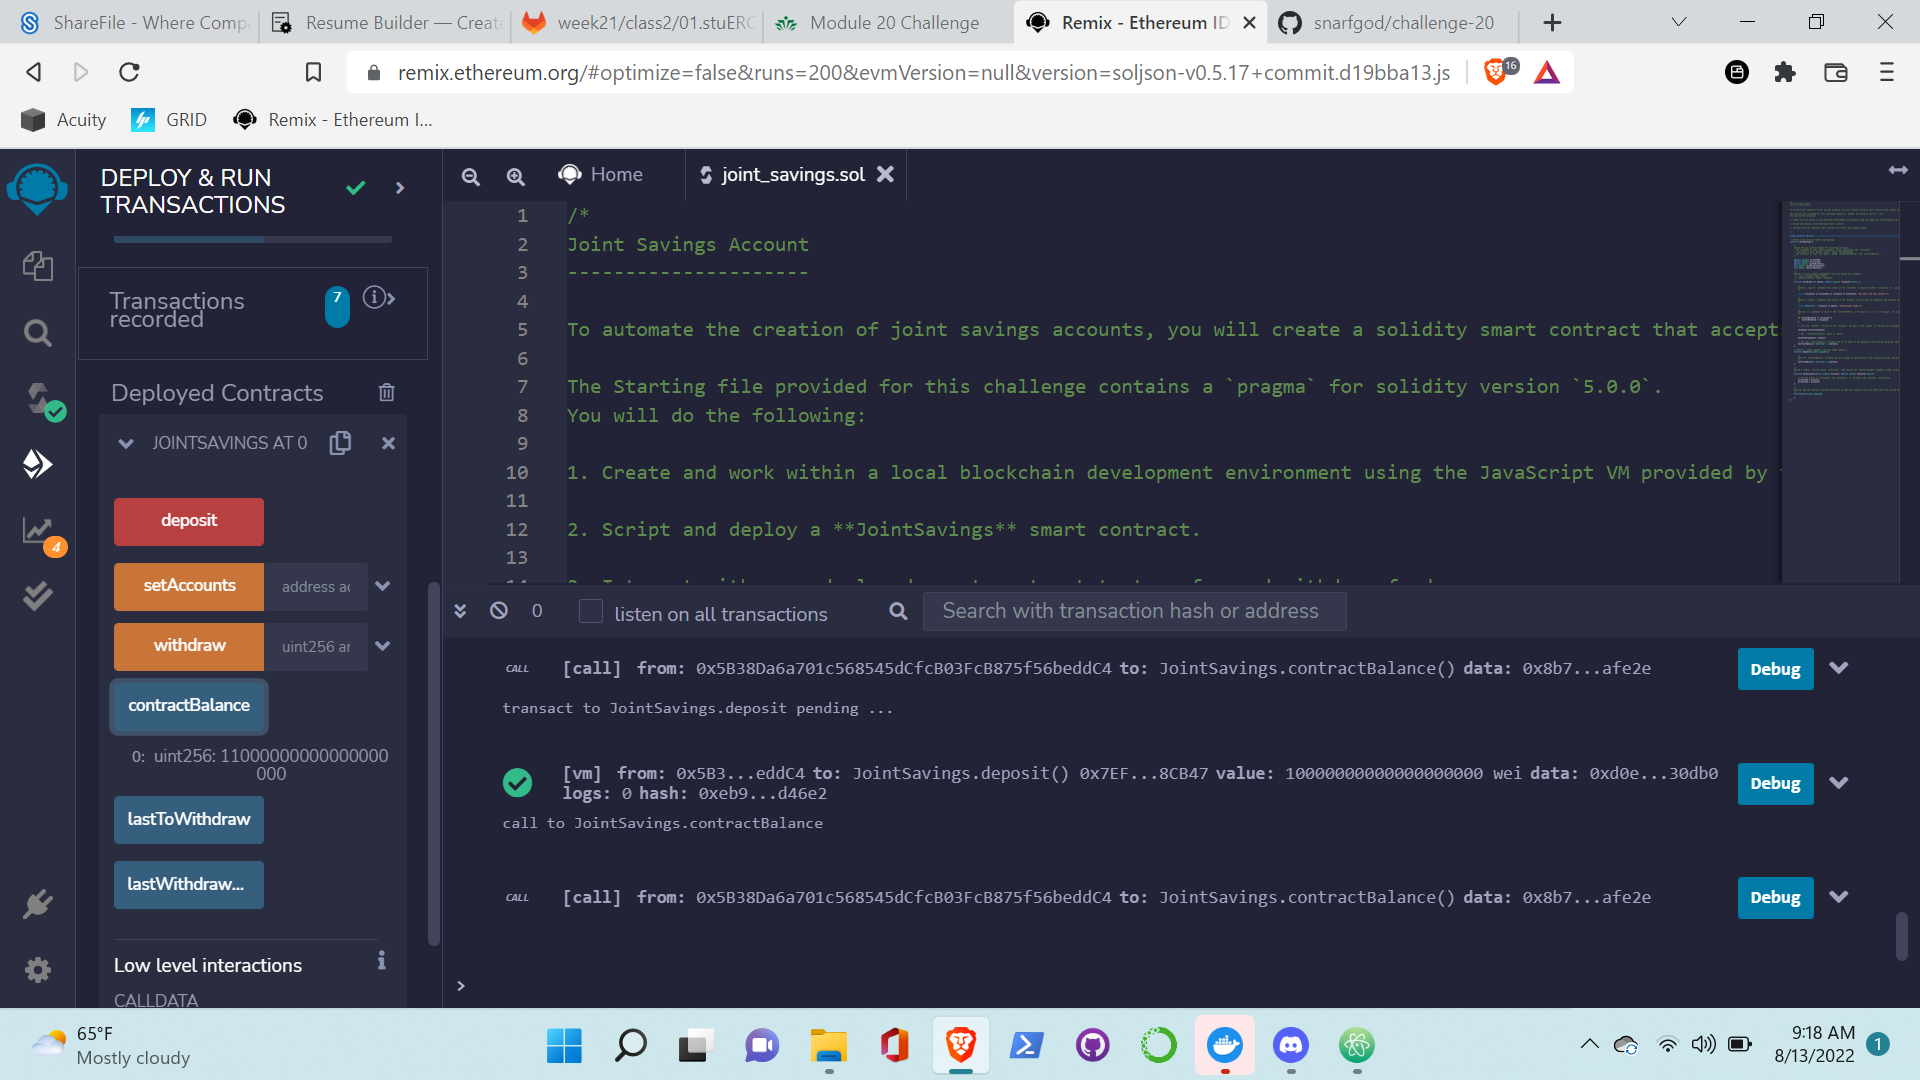 ShareFile - Where Compa
Resume Builder — Create
week21/class2/01.stuERC
Module 20 Challenge
Remix - Ethereum ID
snarfgod/challenge-20
remix.ethereum.org/#optimize=false&runs=200&evmVersion=null&version=soljson-v0.5.17+commit.d19bba13.js
16
Acuity
GRID
Remix - Ethereum I...
DEPLOY & RUN
TRANSACTIONS
Transactions
recorded
7
Deployed Contracts
JOINTSAVINGS AT 0
deposit
setAccounts
address ac
withdraw
uint256 ar
contractBalance
0: uint256: 11000000000000000
000
lastToWithdraw
lastWithdraw...
Low level interactions
CALLDATA
4
Home
joint_savings.sol
1 /*
2 Joint Savings Account
3 ---------------------
4
5 To automate the creation of joint savings accounts, you will create a solidity smart contract that accept
6
7 The Starting file provided for this challenge contains a `pragma` for solidity version `5.0.0`.
8 You will do the following:
9
10 1. Create and work within a local blockchain development environment using the JavaScript VM provided by
11
12 2. Script and deploy a **JointSavings** smart contract.
13
0
listen on all transactions
Search with transaction hash or address
CALL [call] from: 0x5B38Da6a701c568545dCfcB03FcB875f56beddC4 to: JointSavings.contractBalance() data: 0x8b7...afe2e
Debug
transact to JointSavings.deposit pending ...
[vm] from: 0x5B3...eddC4 to: JointSavings.deposit() 0x7EF...8CB47 value: 10000000000000000000 wei data: 0xd0e...30db0
logs: 0 hash: 0xeb9...d46e2
Debug
call to JointSavings.contractBalance
CALL [call] from: 0x5B38Da6a701c568545dCfcB03FcB875f56beddC4 to: JointSavings.contractBalance() data: 0x8b7...afe2e
Debug
>
65°F
Mostly cloudy
9:18 AM
8/13/2022
1